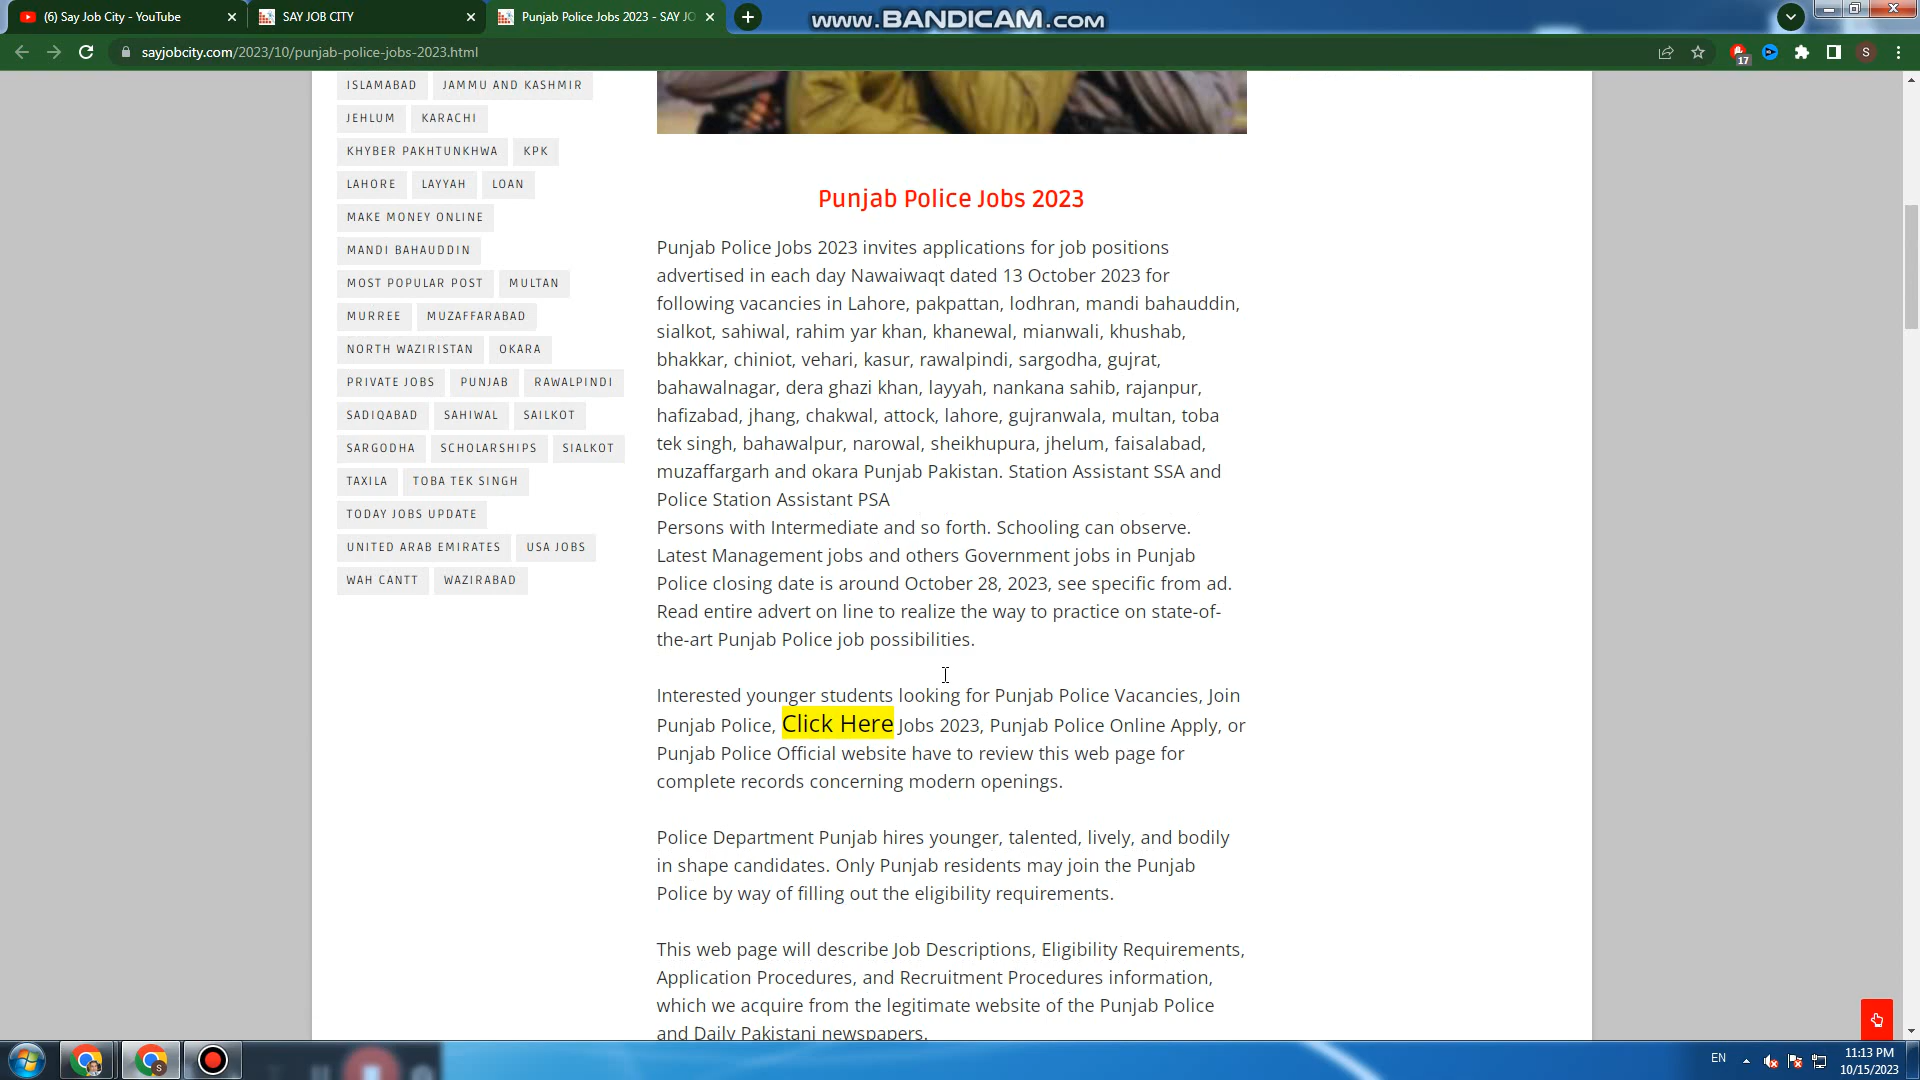 (6) Say Job City - YouTube
SAY JOB CITY
Punjab Police Jobs 2023 - SAY JO
www.BANDICAM.com
sayjobcity.com/2023/10/punjab-police-jobs-2023.html
17
S
ISLAMABAD JAMMU AND KASHMIR
JEHLUM KARACHI
KHYBER PAKHTUNKHWA KPK
LAHORE LAYYAH LOAN
MAKE MONEY ONLINE
MANDI BAHAUDDIN
MOST POPULAR POST MULTAN
MURREE MUZAFFARABAD
NORTH WAZIRISTAN OKARA
PRIVATE JOBS PUNJAB RAWALPINDI
SADIQABAD SAHIWAL SAILKOT
SARGODHA SCHOLARSHIPS SIALKOT
TAXILA TOBA TEK SINGH
TODAY JOBS UPDATE
UNITED ARAB EMIRATES USA JOBS
WAH CANTT WAZIRABAD
Punjab Police Jobs 2023
Punjab Police Jobs 2023 invites applications for job positions
advertised in each day Nawaiwaqt dated 13 October 2023 for
following vacancies in Lahore, pakpattan, lodhran, mandi bahauddin,
sialkot, sahiwal, rahim yar khan, khanewal, mianwali, khushab,
bhakkar, chiniot, vehari, kasur, rawalpindi, sargodha, gujrat,
bahawalnagar, dera ghazi khan, layyah, nankana sahib, rajanpur,
hafizabad, jhang, chakwal, attock, lahore, gujranwala, multan, toba
tek singh, bahawalpur, narowal, sheikhupura, jhelum, faisalabad,
muzaffargarh and okara Punjab Pakistan. Station Assistant SSA and
Police Station Assistant PSA
Persons with Intermediate and so forth. Schooling can observe.
Latest Management jobs and others Government jobs in Punjab
Police closing date is around October 28, 2023, see specific from ad.
Read entire advert on line to realize the way to practice on state-of-
the-art Punjab Police job possibilities.
Interested younger students looking for Punjab Police Vacancies, Join
Punjab Police, Click Here Jobs 2023, Punjab Police Online Apply, or
Punjab Police Official website have to review this web page for
complete records concerning modern openings.
Police Department Punjab hires younger, talented, lively, and bodily
in shape candidates. Only Punjab residents may join the Punjab
Police by way of filling out the eligibility requirements.
This web page will describe Job Descriptions, Eligibility Requirements,
Application Procedures, and Recruitment Procedures information,
which we acquire from the legitimate website of the Punjab Police
and Daily Pakistani newspapers.
EN
11:13 PM
10/15/2023